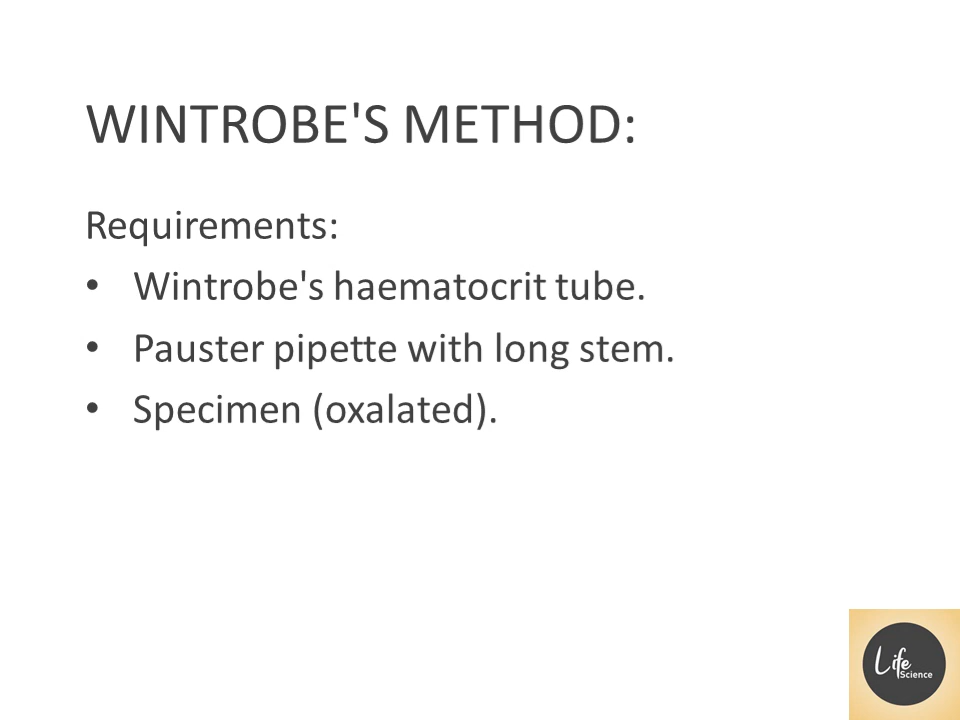 WINTROBE'S METHOD:
Requirements:
• Wintrobe's haematocrit tube.
• Pauster pipette with long stem.
• Specimen (oxalated).
Life
Science